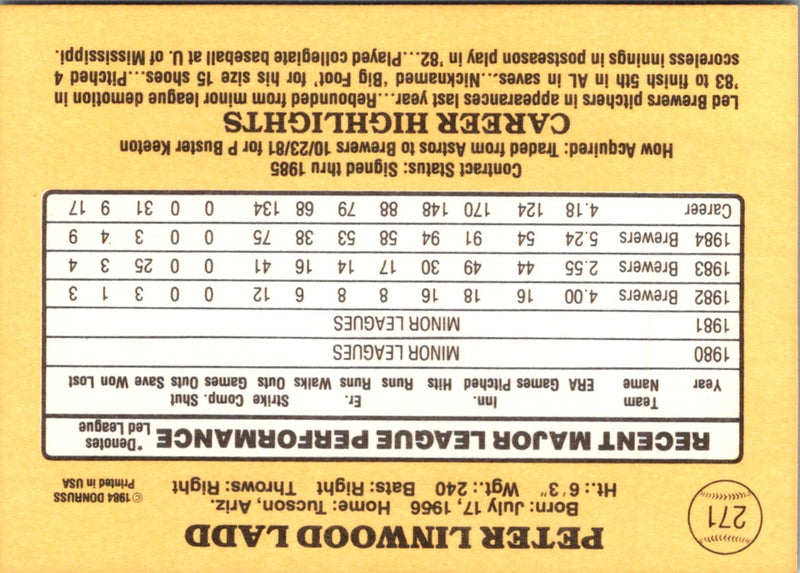 271
PETER LINWOOD LADD
Born: July 17, 1956 Home: Tucson, Ariz.
Ht.: 6'3" Wgt.: 240 Bats: Right Throws: Right
© 1984 DONRUSS
Printed in USA
RECENT MAJOR LEAGUE PERFORMANCE
*Denotes
Led League
Team Inn. Er. Strike Comp. Shut
Year Name ERA Games Pitched Hits Runs Runs Walks Outs Games Outs Save Won Lost
1980 MINOR LEAGUES
1981 MINOR LEAGUES
1982 Brewers 4.00 16 18 16 8 8 6 12 0 0 3 1 3
1983 Brewers 2.55 44 49 30 17 14 16 41 0 0 25 3 4
1984 Brewers 5.24 54 91 94 58 53 38 75 0 0 3 4 9
Career 4.18 124 170 148 88 79 68 134 0 0 31 9 17
Contract Status: Signed thru 1985
How Acquired: Traded from Astros to Brewers 10/23/81 for P Buster Keeton
CAREER HIGHLIGHTS
Led Brewers pitchers in appearances last year...Rebounded from minor league demotion in
'83 to finish 5th in AL in saves...Nicknamed 'Big Foot' for his size 15 shoes...Pitched 4
scoreless innings in postseason play in '82...Played collegiate baseball at U. of Mississippi.